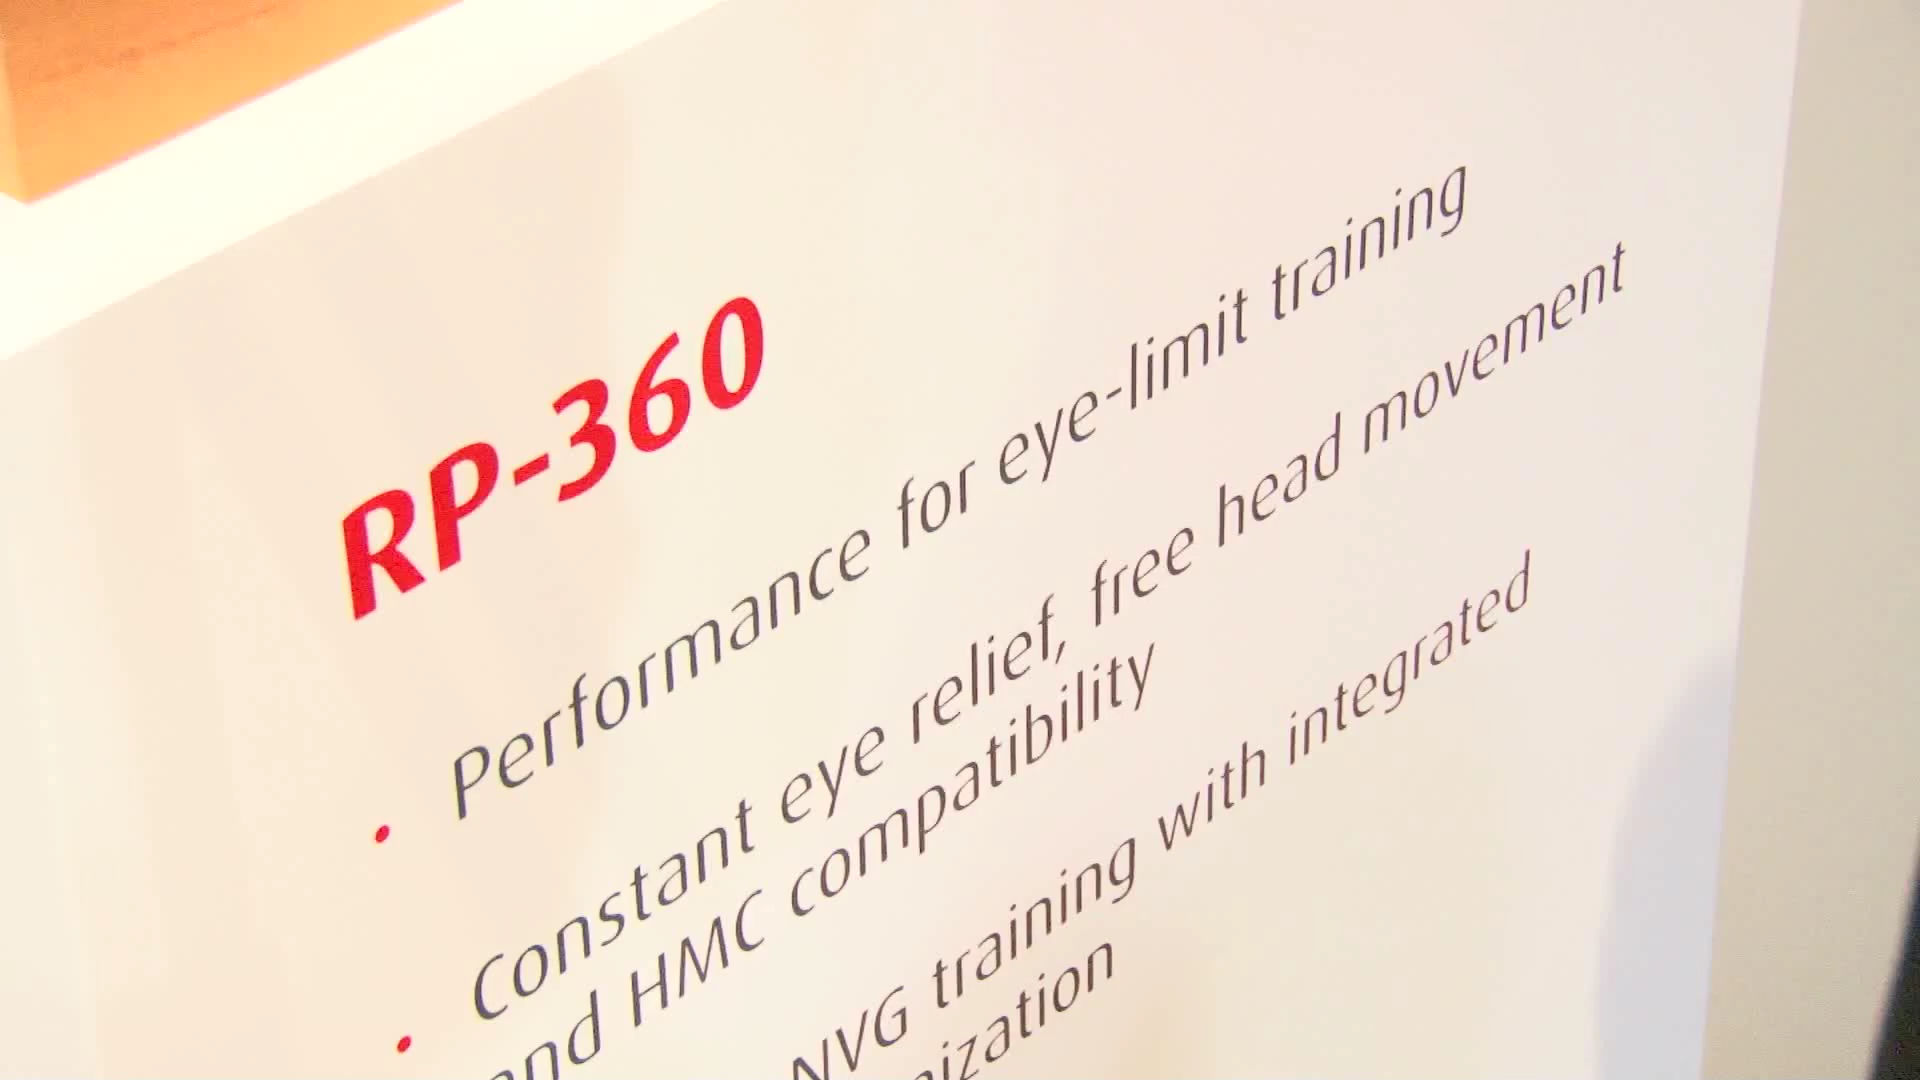 RP-360
• Performance for eye-limit training
• Constant eye relief, free head movement
and HMC compatibility
NVG training with integrated